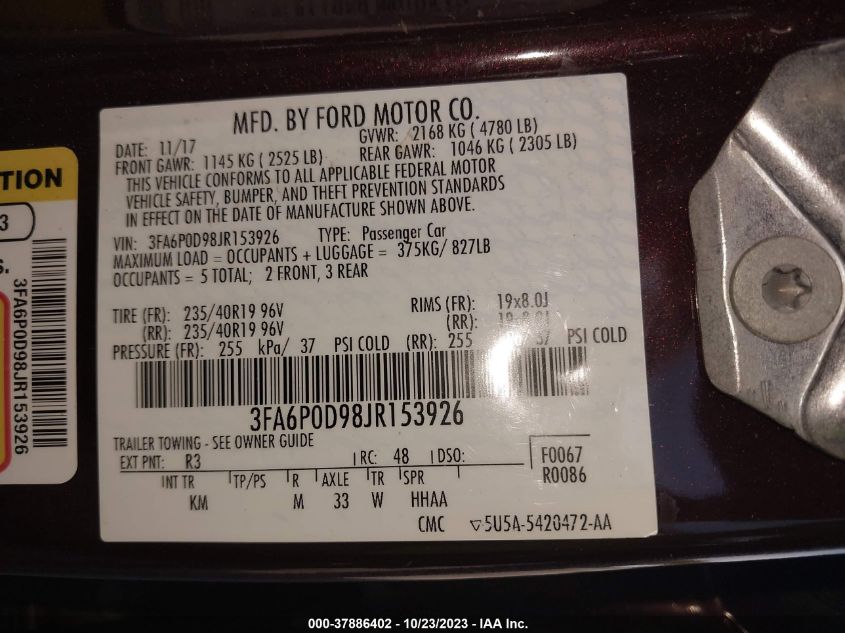 MFD. BY FORD MOTOR CO.
DATE: 11/17 GVWR: 2168 KG ( 4780 LB)
FRONT GAWR: 1145 KG ( 2525 LB) REAR GAWR: 1046 KG ( 2305 LB)
THIS VEHICLE CONFORMS TO ALL APPLICABLE FEDERAL MOTOR
VEHICLE SAFETY, BUMPER, AND THEFT PREVENTION STANDARDS
IN EFFECT ON THE DATE OF MANUFACTURE SHOWN ABOVE.
VIN: 3FA6P0D98JR153926 TYPE: Passenger Car
MAXIMUM LOAD = OCCUPANTS + LUGGAGE = 375KG/ 827LB
OCCUPANTS = 5 TOTAL; 2 FRONT, 3 REAR
TIRE (FR): 235/40R19 96V RIMS (FR): 19x8.0J
(RR): 235/40R19 96V (RR): 19x8.0J
PRESSURE (FR): 255 kPa/ 37 PSI COLD (RR): 255 37 PSI COLD
3FA6P0D98JR153926
TRAILER TOWING - SEE OWNER GUIDE
EXT PNT: R3 RC: 48 DSO: F0067
R0086
INT TR TP/PS R AXLE TR SPR
KM M 33 W HHAA
CMC 5U5A-5420472-AA
TION
3
S.
3FA6P0D98JR153926
000-37886402 - 10/23/2023 - IAA Inc.